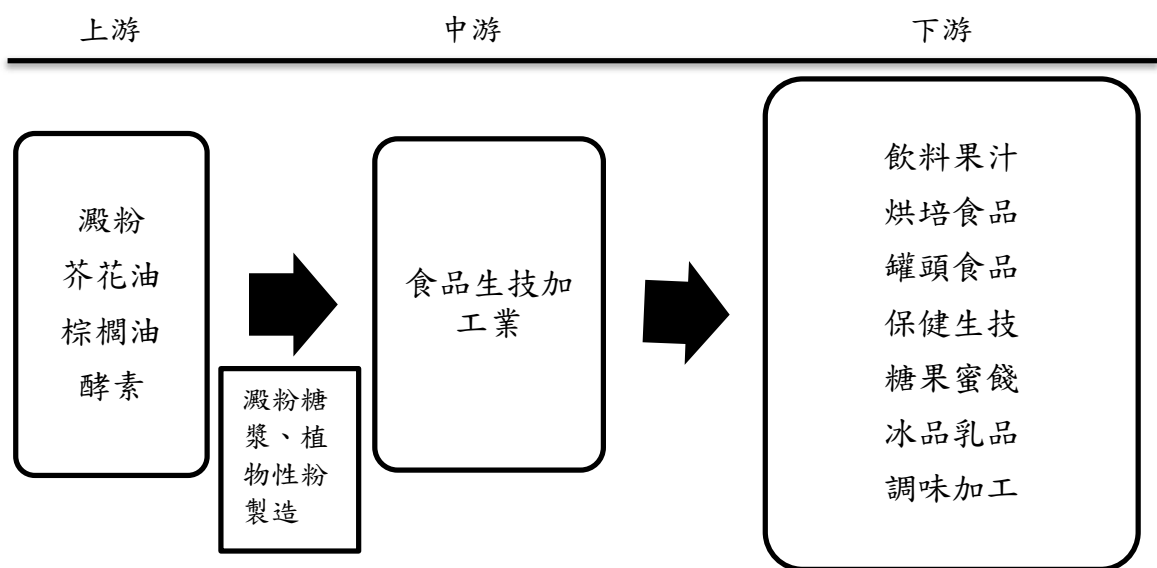 上游
中游
下游
澱粉
芥花油
棕櫚油
酵素
澱粉糖
漿、植
物性粉
製造
食品生技加
工業
飲料果汁
烘培食品
罐頭食品
保健生技
糖果蜜餞
冰品乳品
調味加工